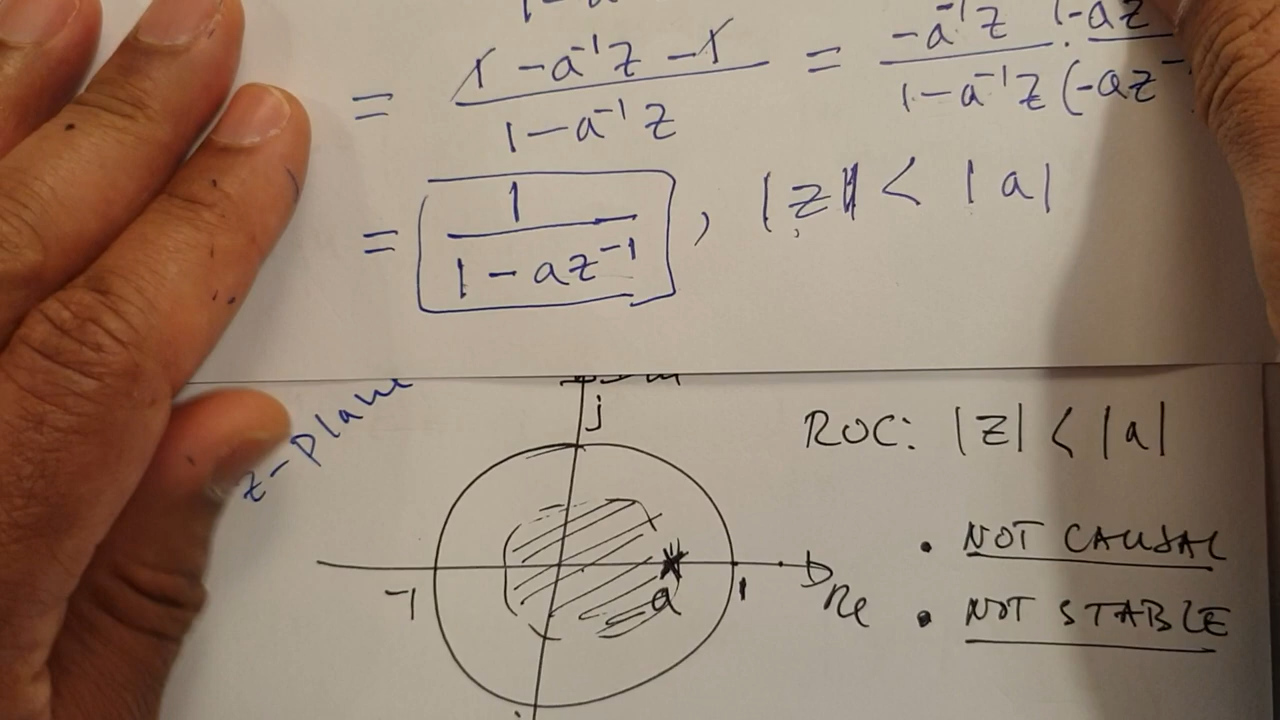 = (1 - a⁻¹z - 1) / (1 - a⁻¹z) = (-a⁻¹z) / (1 - a⁻¹z) · (1 - az) / (-az⁻
= 1 / (1 - az⁻¹) , |z| < |a|
z-plane
j
ROC: |z| < |a|
• NOT CAUSAL
-1 a 1 Re
• NOT STABLE